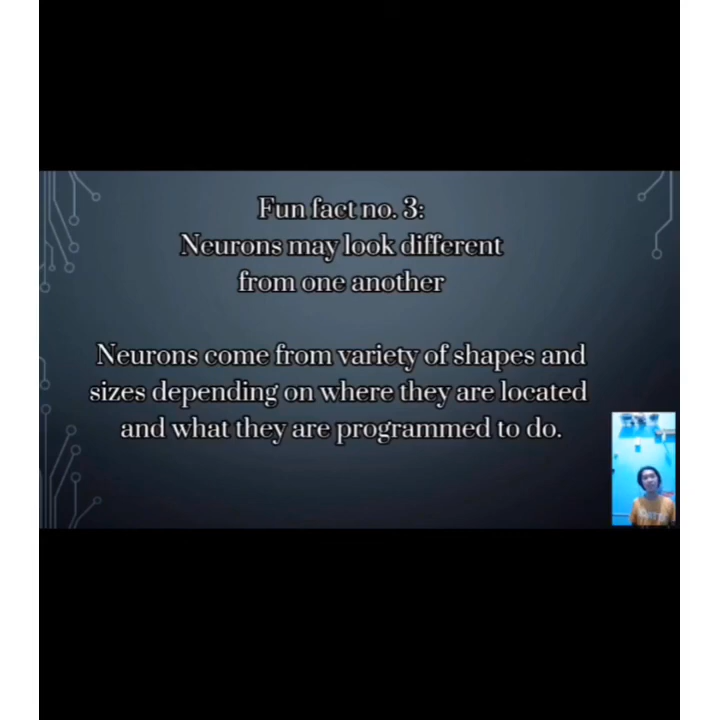 Fun fact no. 3:
Neurons may look different
from one another
Neurons come from variety of shapes and
sizes depending on where they are located
and what they are programmed to do.